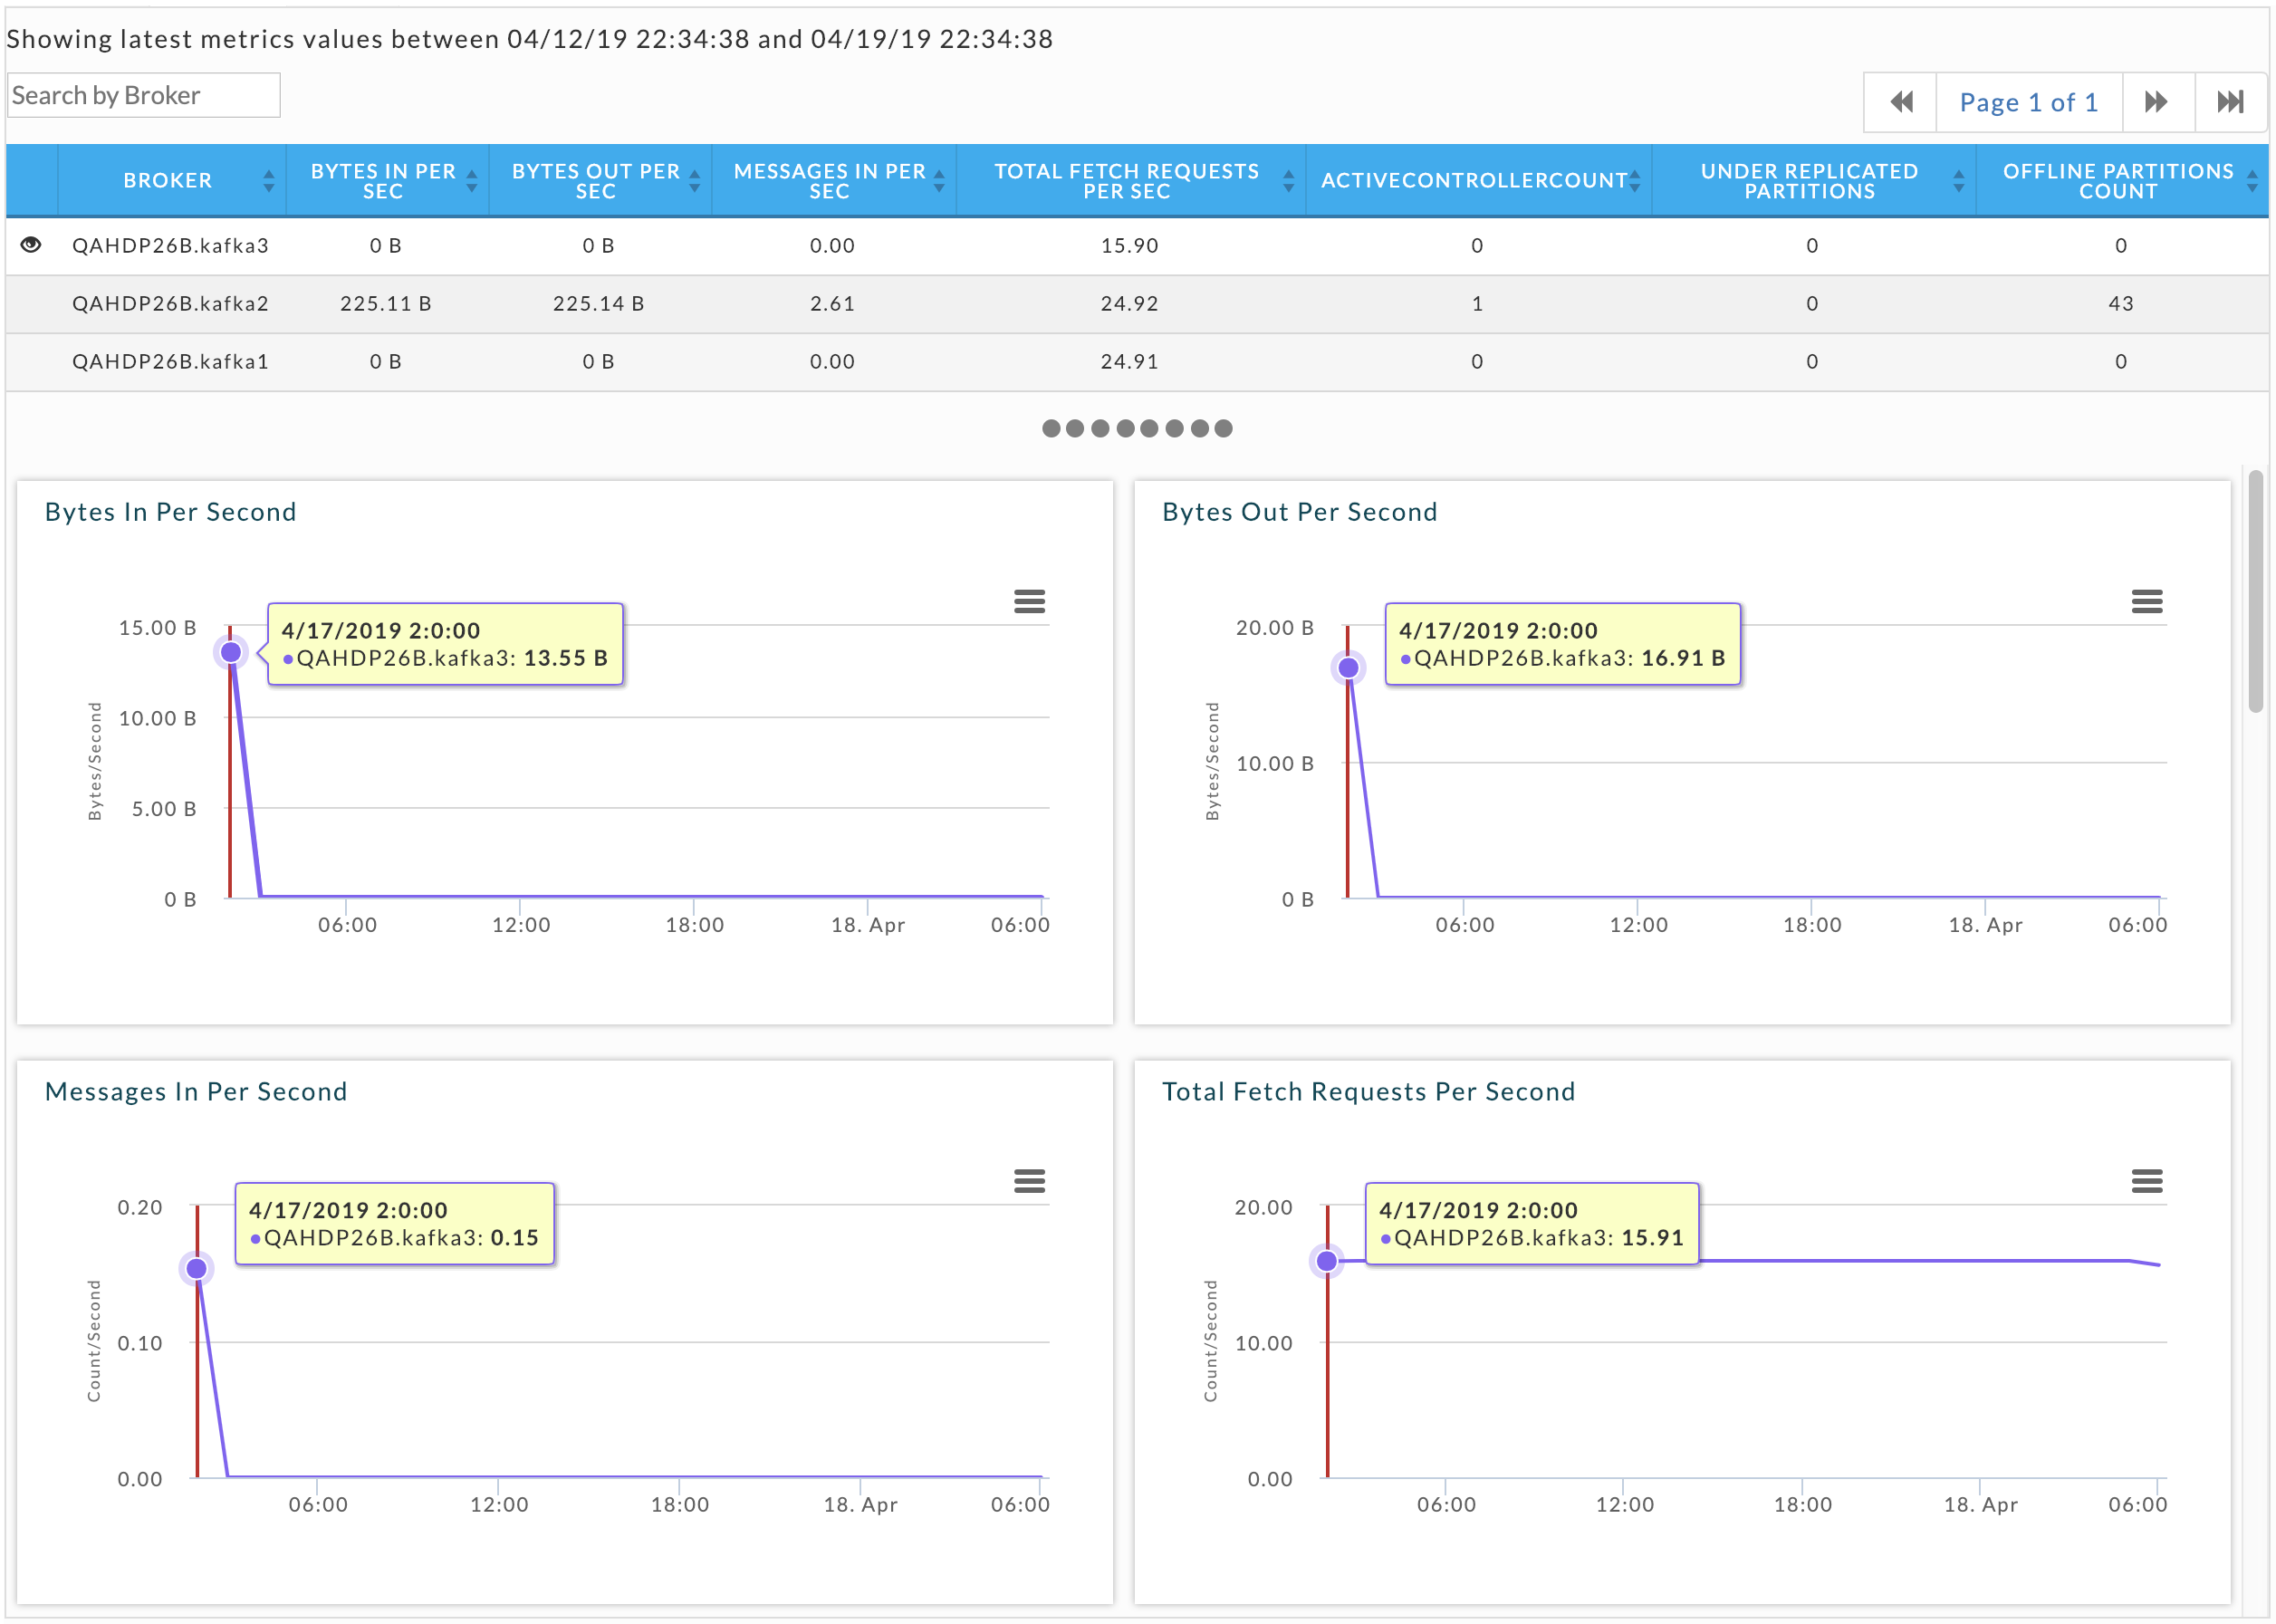 Showing latest metrics values between 04/12/19 22:34:38 and 04/19/19 22:34:38
Search by Broker
Page 1 of 1
BROKER BYTES IN PER SEC BYTES OUT PER SEC MESSAGES IN PER SEC TOTAL FETCH REQUESTS PER SEC ACTIVECONTROLLERCOUNT UNDER REPLICATED PARTITIONS OFFLINE PARTITIONS COUNT
QAHDP26B.kafka3 0 B 0 B 0.00 15.90 0 0 0
QAHDP26B.kafka2 225.11 B 225.14 B 2.61 24.92 1 0 43
QAHDP26B.kafka1 0 B 0 B 0.00 24.91 0 0 0
Bytes In Per Second
4/17/2019 2:0:00
QAHDP26B.kafka3: 13.55 B
Bytes/Second
15.00 B
10.00 B
5.00 B
0 B
06:00 12:00 18:00 18. Apr 06:00
Bytes Out Per Second
4/17/2019 2:0:00
QAHDP26B.kafka3: 16.91 B
Bytes/Second
20.00 B
10.00 B
0 B
06:00 12:00 18:00 18. Apr 06:00
Messages In Per Second
4/17/2019 2:0:00
QAHDP26B.kafka3: 0.15
Count/Second
0.20
0.10
0.00
06:00 12:00 18:00 18. Apr 06:00
Total Fetch Requests Per Second
4/17/2019 2:0:00
QAHDP26B.kafka3: 15.91
Count/Second
20.00
10.00
0.00
06:00 12:00 18:00 18. Apr 06:00